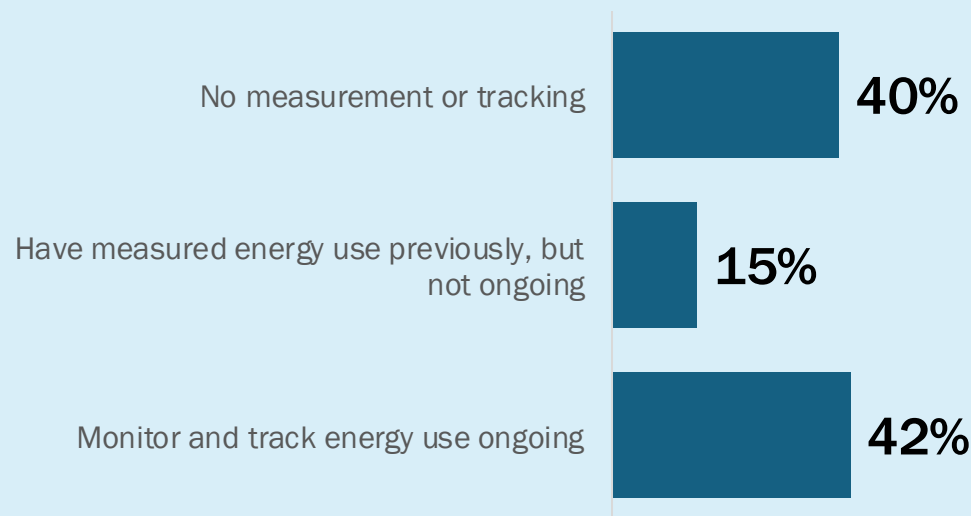 No measurement or tracking
40%
Have measured energy use previously, but
not ongoing
15%
Monitor and track energy use ongoing
42%